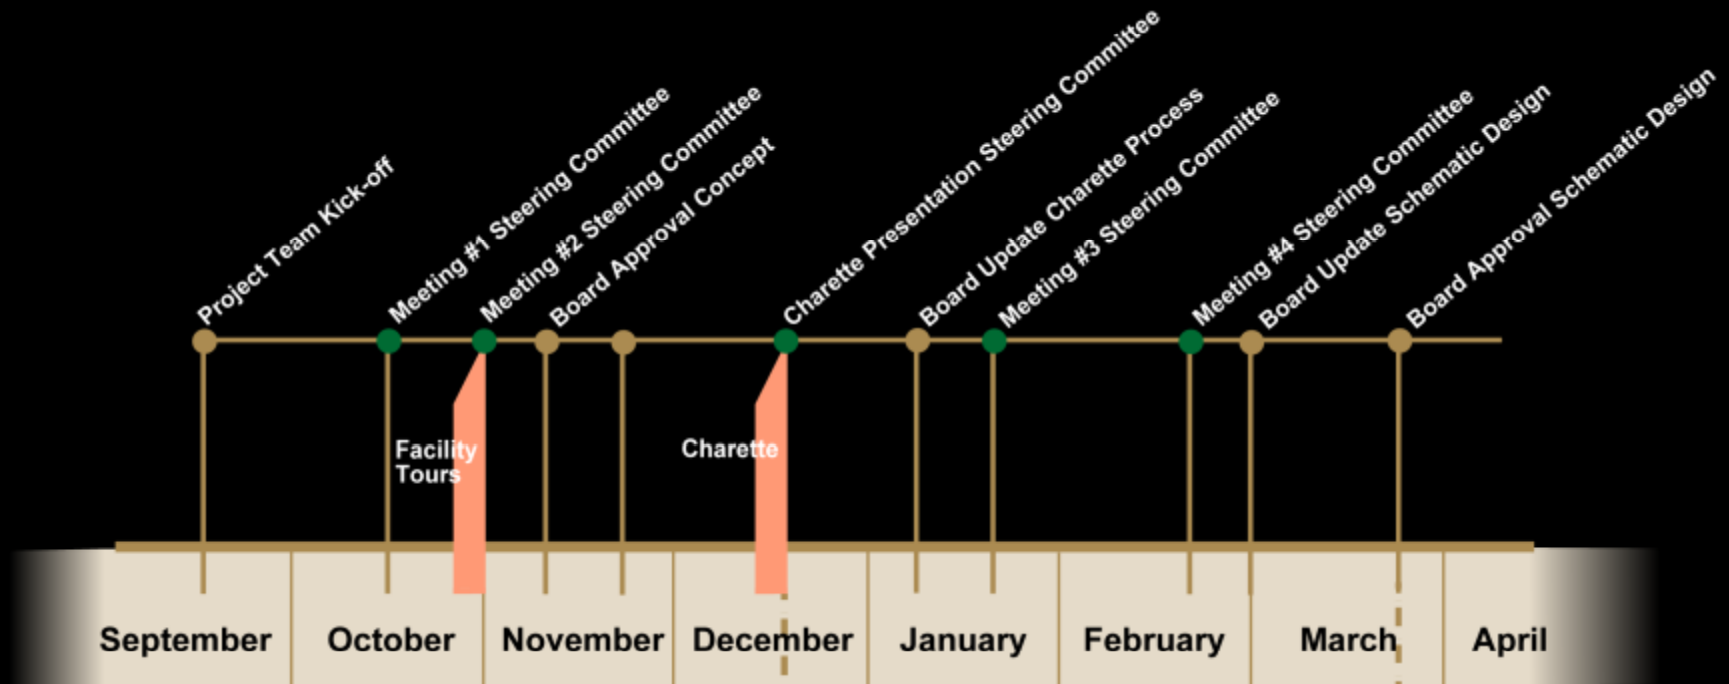 Project Team Kick-off
Meeting #1 Steering Committee
Meeting #2 Steering Committee
Board Approval Concept
Charette Presentation Steering Committee
Board Update Charette Process
Meeting #3 Steering Committee
Meeting #4 Steering Committee
Board Update Schematic Design
Board Approval Schematic Design
Facility
Tours
Charette
September
October
November
December
January
February
March
April